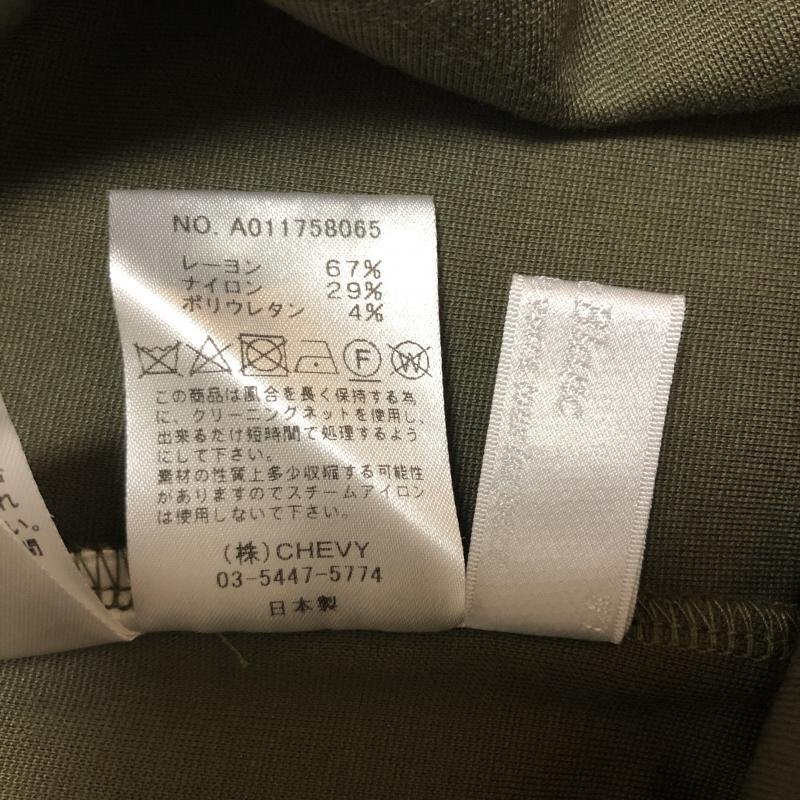 NO. A011758065
レーヨン 67%
ナイロン 29%
ポリウレタン 4%
F W
この商品は風合を長く保持する為
に、クリーニングネットを使用し、
出来るだけ短時間で処理するよう
にして下さい。
素材の性質上多少収縮する可能性
がありますのでスチームアイロン
は使用しないで下さい。
(株)CHEVY
03-5447-5774
日本製
れ
い。